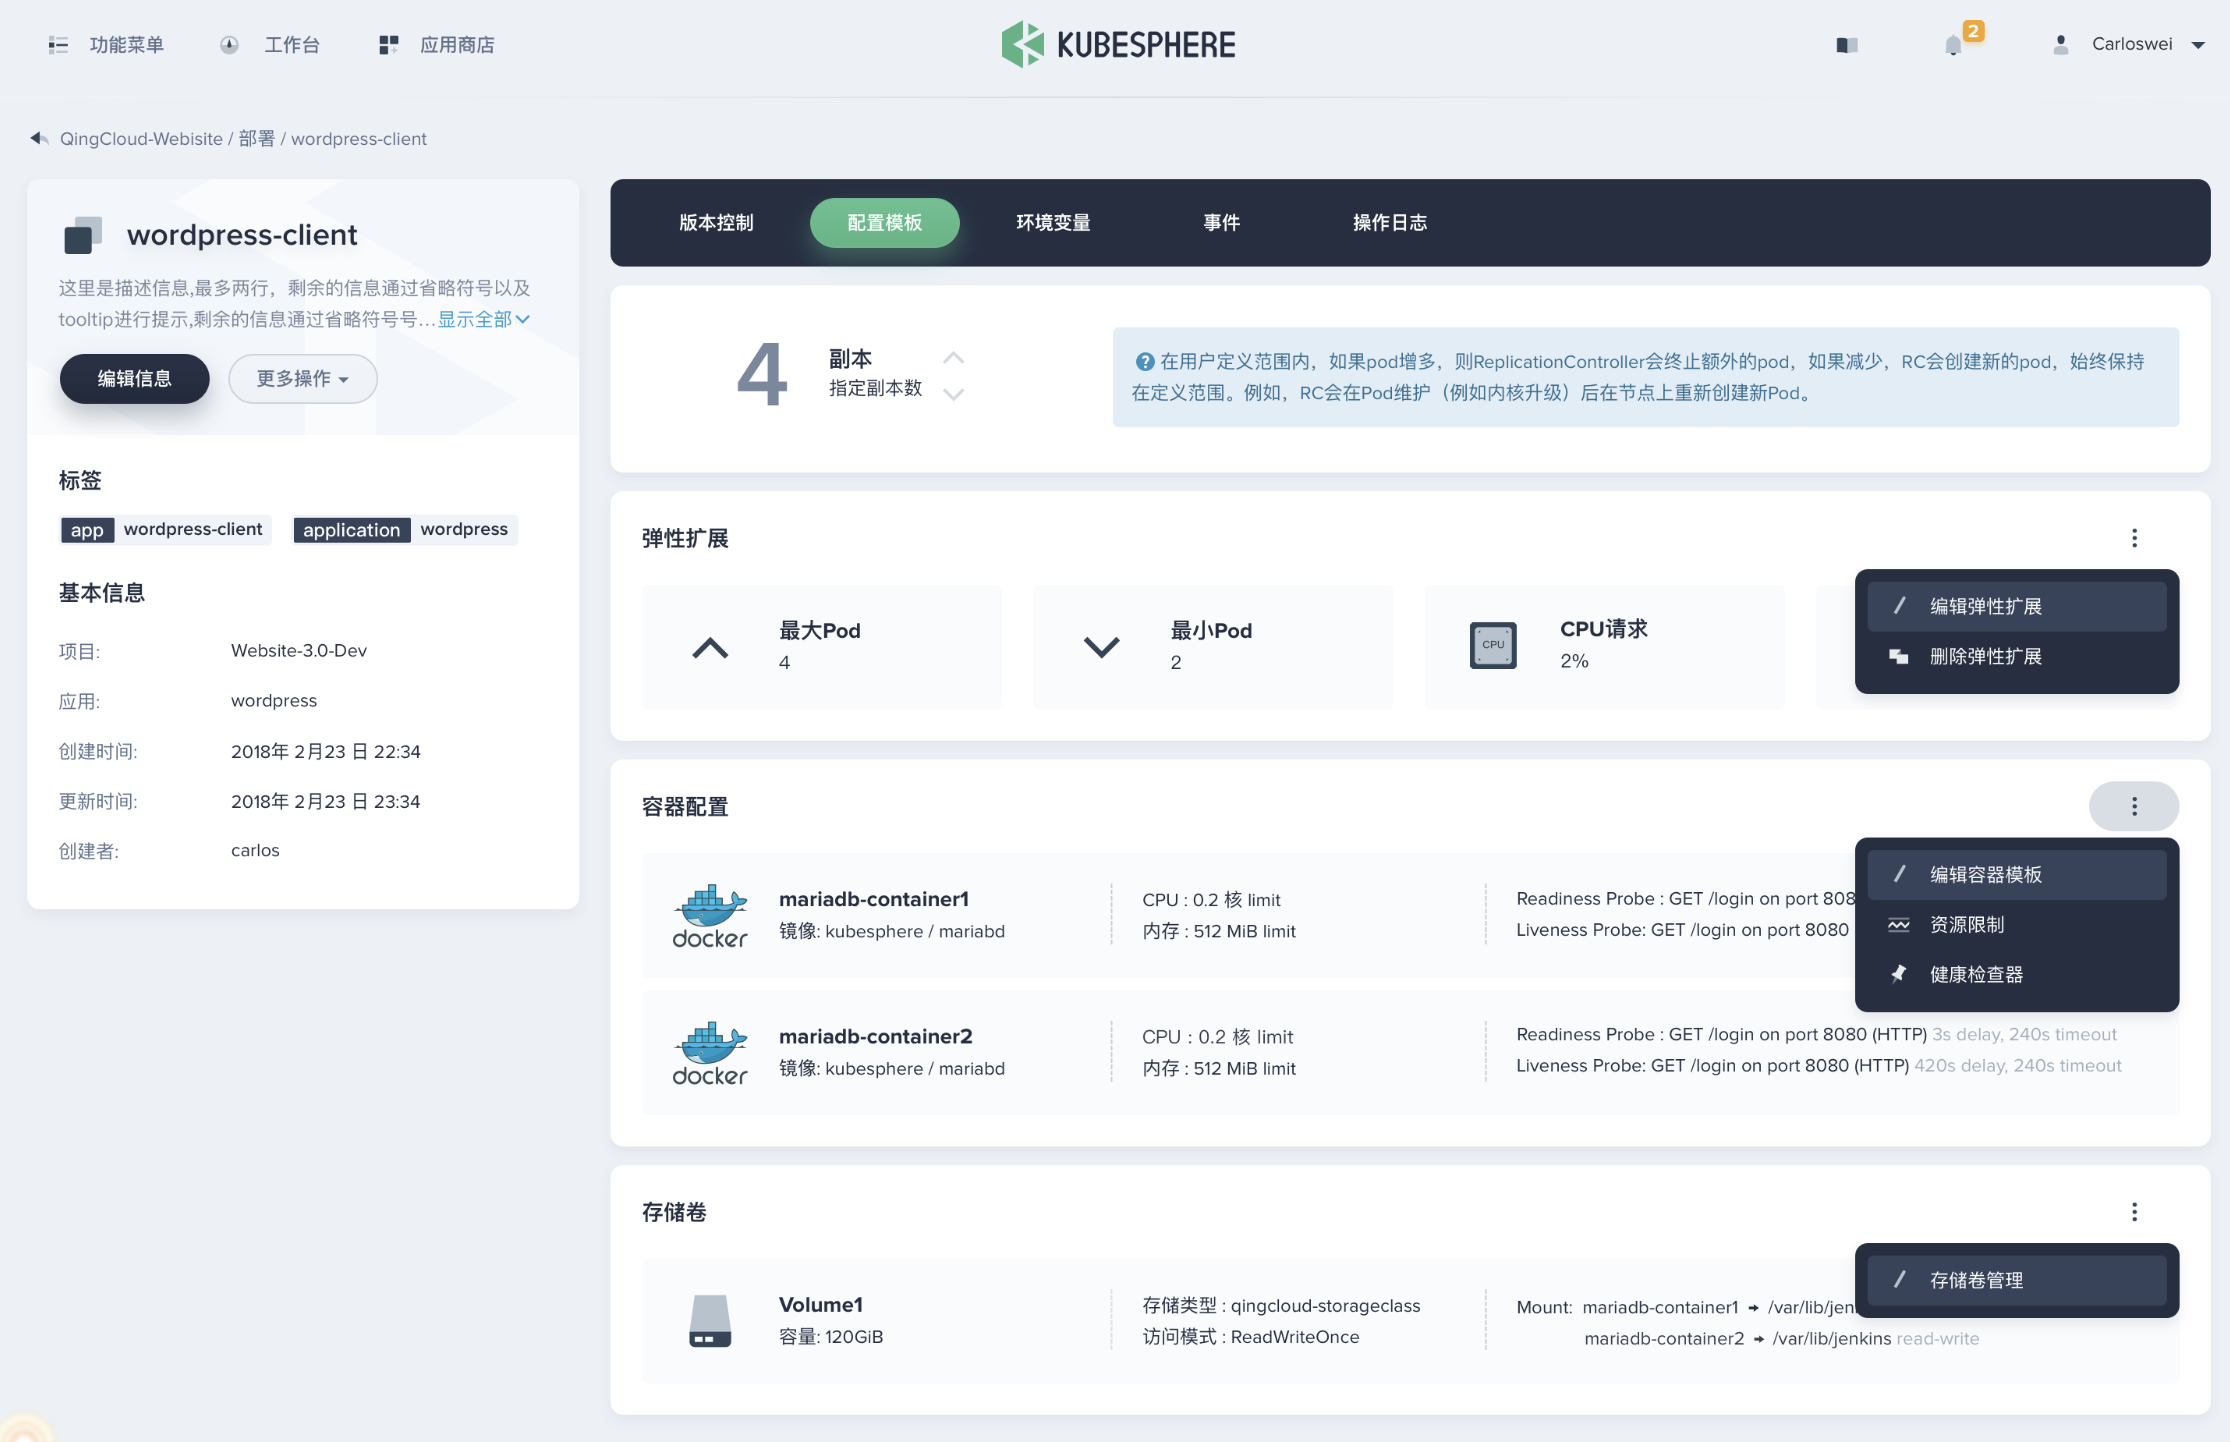 功能菜单
工作台
应用商店
KUBESPHERE
2
Carloswei
QingCloud-Webisite / 部署 / wordpress-client
wordpress-client
这里是描述信息,最多两行，剩余的信息通过省略符号以及
tooltip进行提示,剩余的信息通过省略符号号...显示全部
编辑信息
更多操作
标签
app wordpress-client
application wordpress
基本信息
项目: Website-3.0-Dev
应用: wordpress
创建时间: 2018年 2月23 日 22:34
更新时间: 2018年 2月23 日 23:34
创建者: carlos
版本控制
配置模板
环境变量
事件
操作日志
4
副本
指定副本数
在用户定义范围内，如果pod增多，则ReplicationController会终止额外的pod，如果减少，RC会创建新的pod，始终保持
在定义范围。例如，RC会在Pod维护（例如内核升级）后在节点上重新创建新Pod。
弹性扩展
最大Pod
4
最小Pod
2
CPU
CPU请求
2%
编辑弹性扩展
删除弹性扩展
容器配置
docker
mariadb-container1
镜像: kubesphere / mariabd
CPU : 0.2 核 limit
内存 : 512 MiB limit
Readiness Probe : GET /login on port 808
Liveness Probe: GET /login on port 8080
编辑容器模板
资源限制
健康检查器
docker
mariadb-container2
镜像: kubesphere / mariabd
CPU : 0.2 核 limit
内存 : 512 MiB limit
Readiness Probe : GET /login on port 8080 (HTTP) 3s delay, 240s timeout
Liveness Probe: GET /login on port 8080 (HTTP) 420s delay, 240s timeout
存储卷
Volume1
容量: 120GiB
存储类型 : qingcloud-storageclass
访问模式 : ReadWriteOnce
Mount: mariadb-container1 → /var/lib/jen
mariadb-container2 → /var/lib/jenkins read-write
存储卷管理